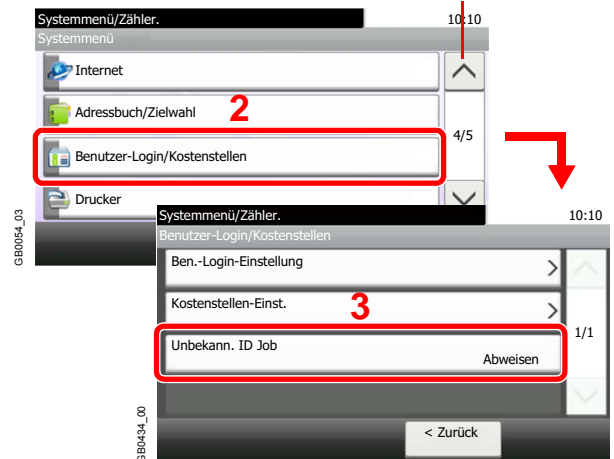 Systemmenü/Zähler. 10:10
Systemmenü
Internet
Adressbuch/Zielwahl
2
4/5
Benutzer-Login/Kostenstellen
Drucker
GB0054_03
Systemmenü/Zähler. 10:10
Benutzer-Login/Kostenstellen
Ben.-Login-Einstellung
Kostenstellen-Einst.
3
1/1
Unbekann. ID Job
Abweisen
< Zurück
GB0434_00